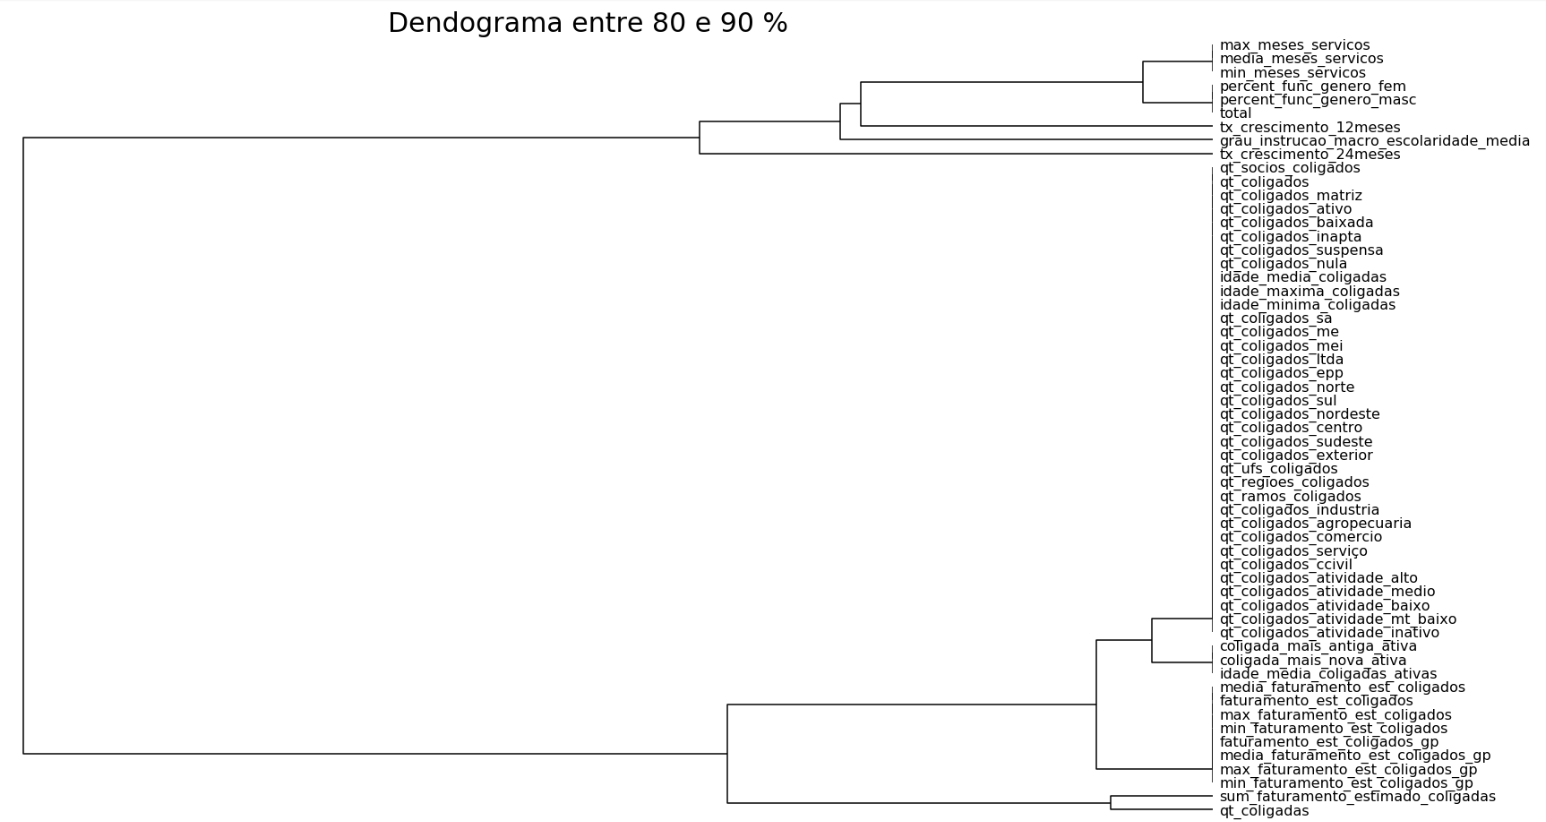 Dendograma entre 80 e 90 %
max_meses_servicos
media_meses_servicos
min_meses_servicos
percent_func_genero_fem
percent_func_genero_masc
total
tx_crescimento_12meses
grau_instrucao_macro_escolaridade_media
tx_crescimento_24meses
qt_socios_coligados
qt_coligados
qt_coligados_matriz
qt_coligados_ativo
qt_coligados_baixada
qt_coligados_inapta
qt_coligados_suspensa
qt_coligados_nula
idade_media_coligadas
idade_maxima_coligadas
idade_minima_coligadas
qt_coligados_sa
qt_coligados_me
qt_coligados_mei
qt_coligados_ltda
qt_coligados_epp
qt_coligados_norte
qt_coligados_sul
qt_coligados_nordeste
qt_coligados_centro
qt_coligados_sudeste
qt_coligados_exterior
qt_ufs_coligados
qt_regioes_coligados
qt_ramos_coligados
qt_coligados_industria
qt_coligados_agropecuaria
qt_coligados_comercio
qt_coligados_serviço
qt_coligados_ccivil
qt_coligados_atividade_alto
qt_coligados_atividade_medio
qt_coligados_atividade_baixo
qt_coligados_atividade_mt_baixo
qt_coligados_atividade_inativo
coligada_mais_antiga_ativa
coligada_mais_nova_ativa
idade_media_coligadas_ativas
media_faturamento_est_coligados
faturamento_est_coligados
max_faturamento_est_coligados
min_faturamento_est_coligados
faturamento_est_coligados_gp
media_faturamento_est_coligados_gp
max_faturamento_est_coligados_gp
min_faturamento_est_coligados_gp
sum_faturamento_estimado_coligadas
qt_coligadas